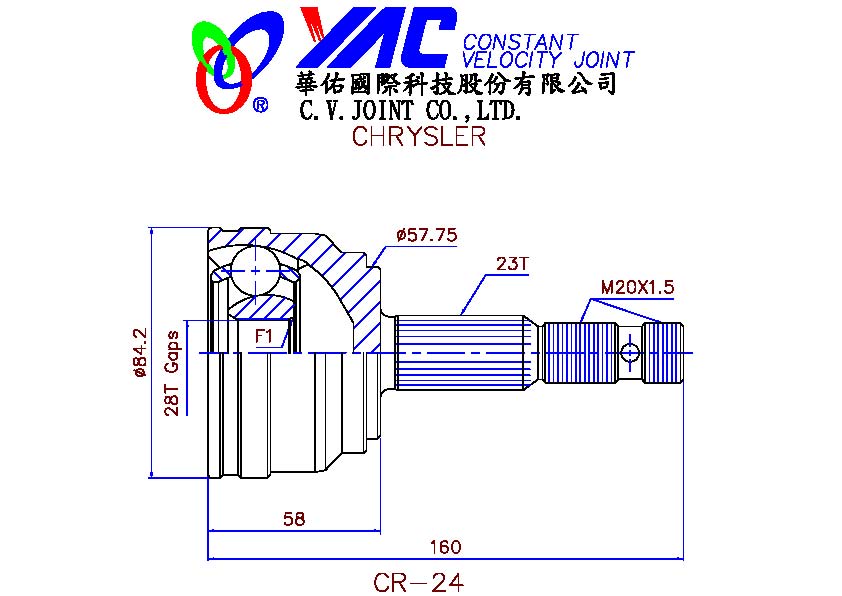 YAC CONSTANT
VELOCITY JOINT
華佑國際科技股份有限公司
® C.V.JOINT CO.,LTD.
CHRYSLER
ø57.75
23T
M20X1.5
ø84.2
28T Gaps
F1
58
160
CR-24